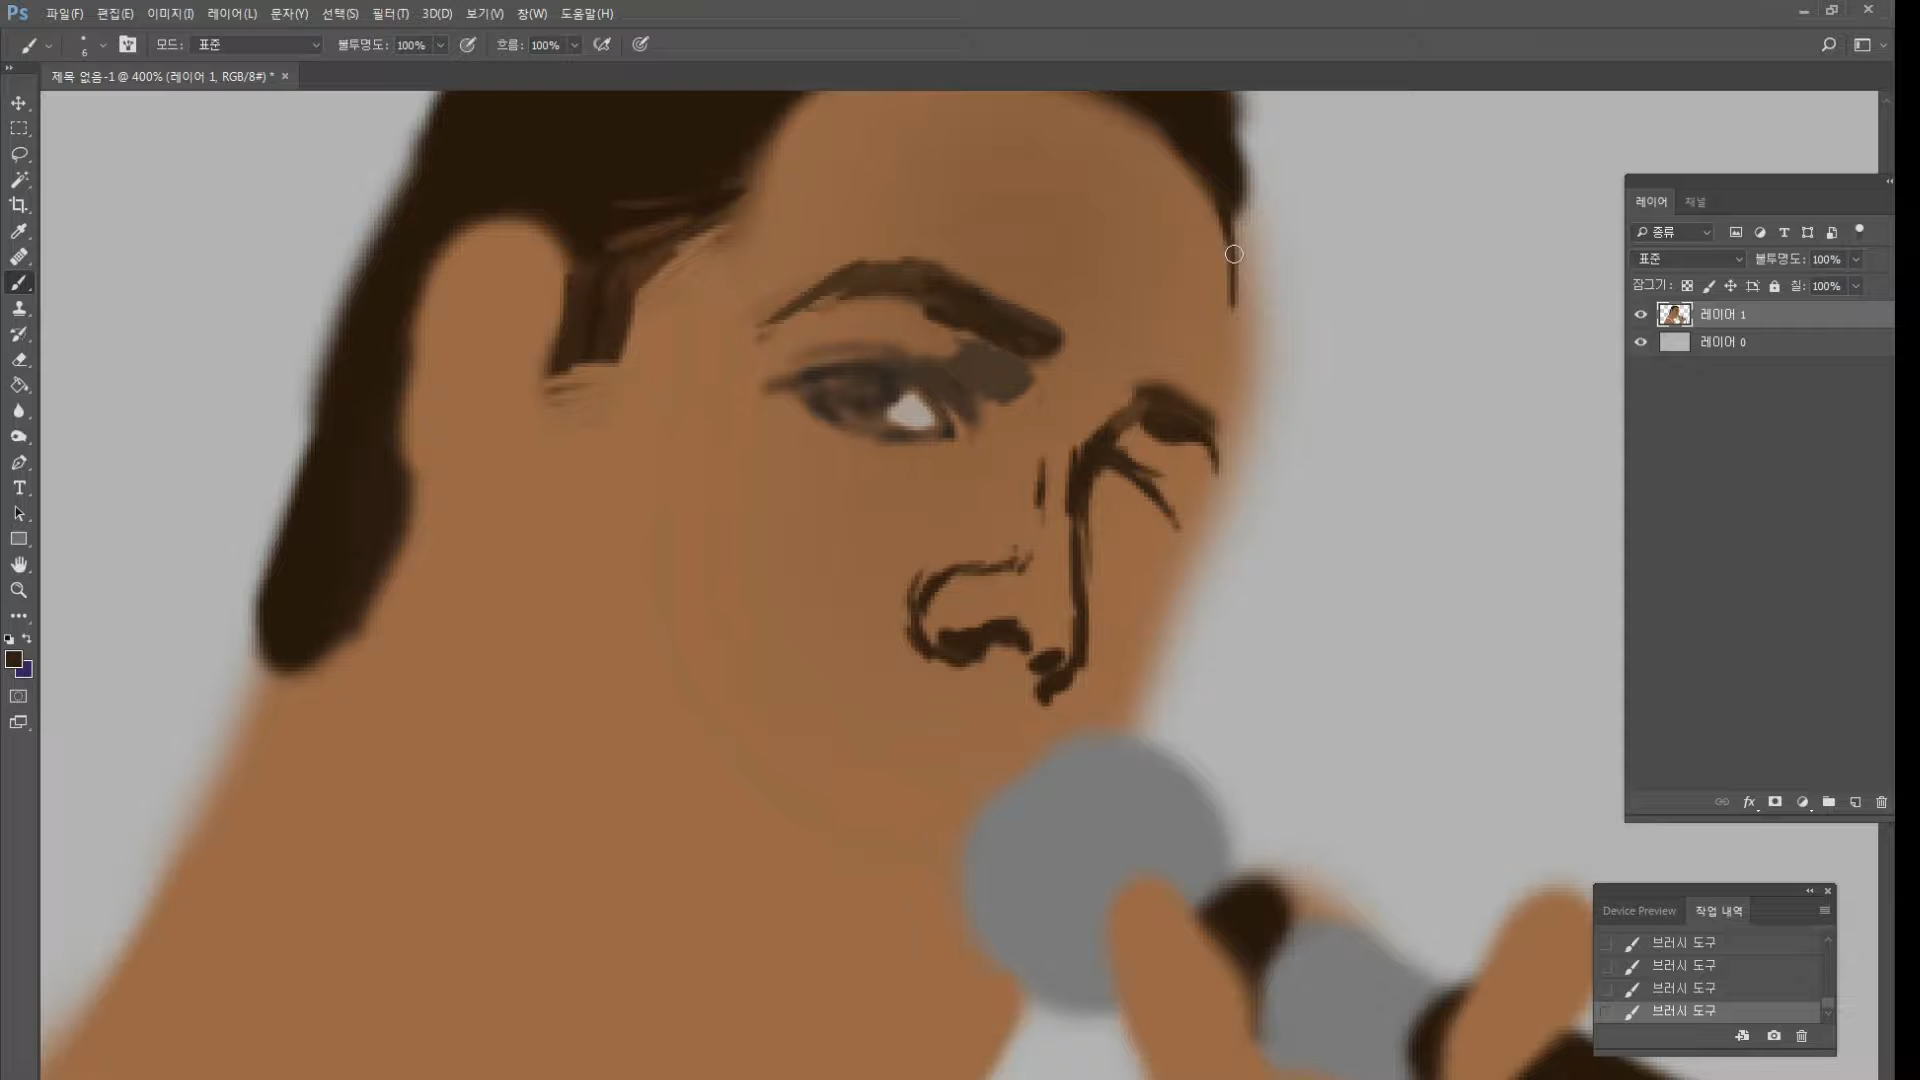 Ps 파일(F) 편집(E) 이미지(I) 레이어(L) 문자(Y) 선택(S) 필터(T) 3D(D) 보기(V) 창(W) 도움말(H)
6 모드: 표준 불투명도: 100% 흐름: 100%
제목 없음-1 @ 400% (레이어 1, RGB/8#) *
레이어 채널
종류
표준 불투명도: 100%
잠그기: 칠: 100%
레이어 1
레이어 0
fx
Device Preview 작업 내역
브러시 도구
브러시 도구
브러시 도구
브러시 도구